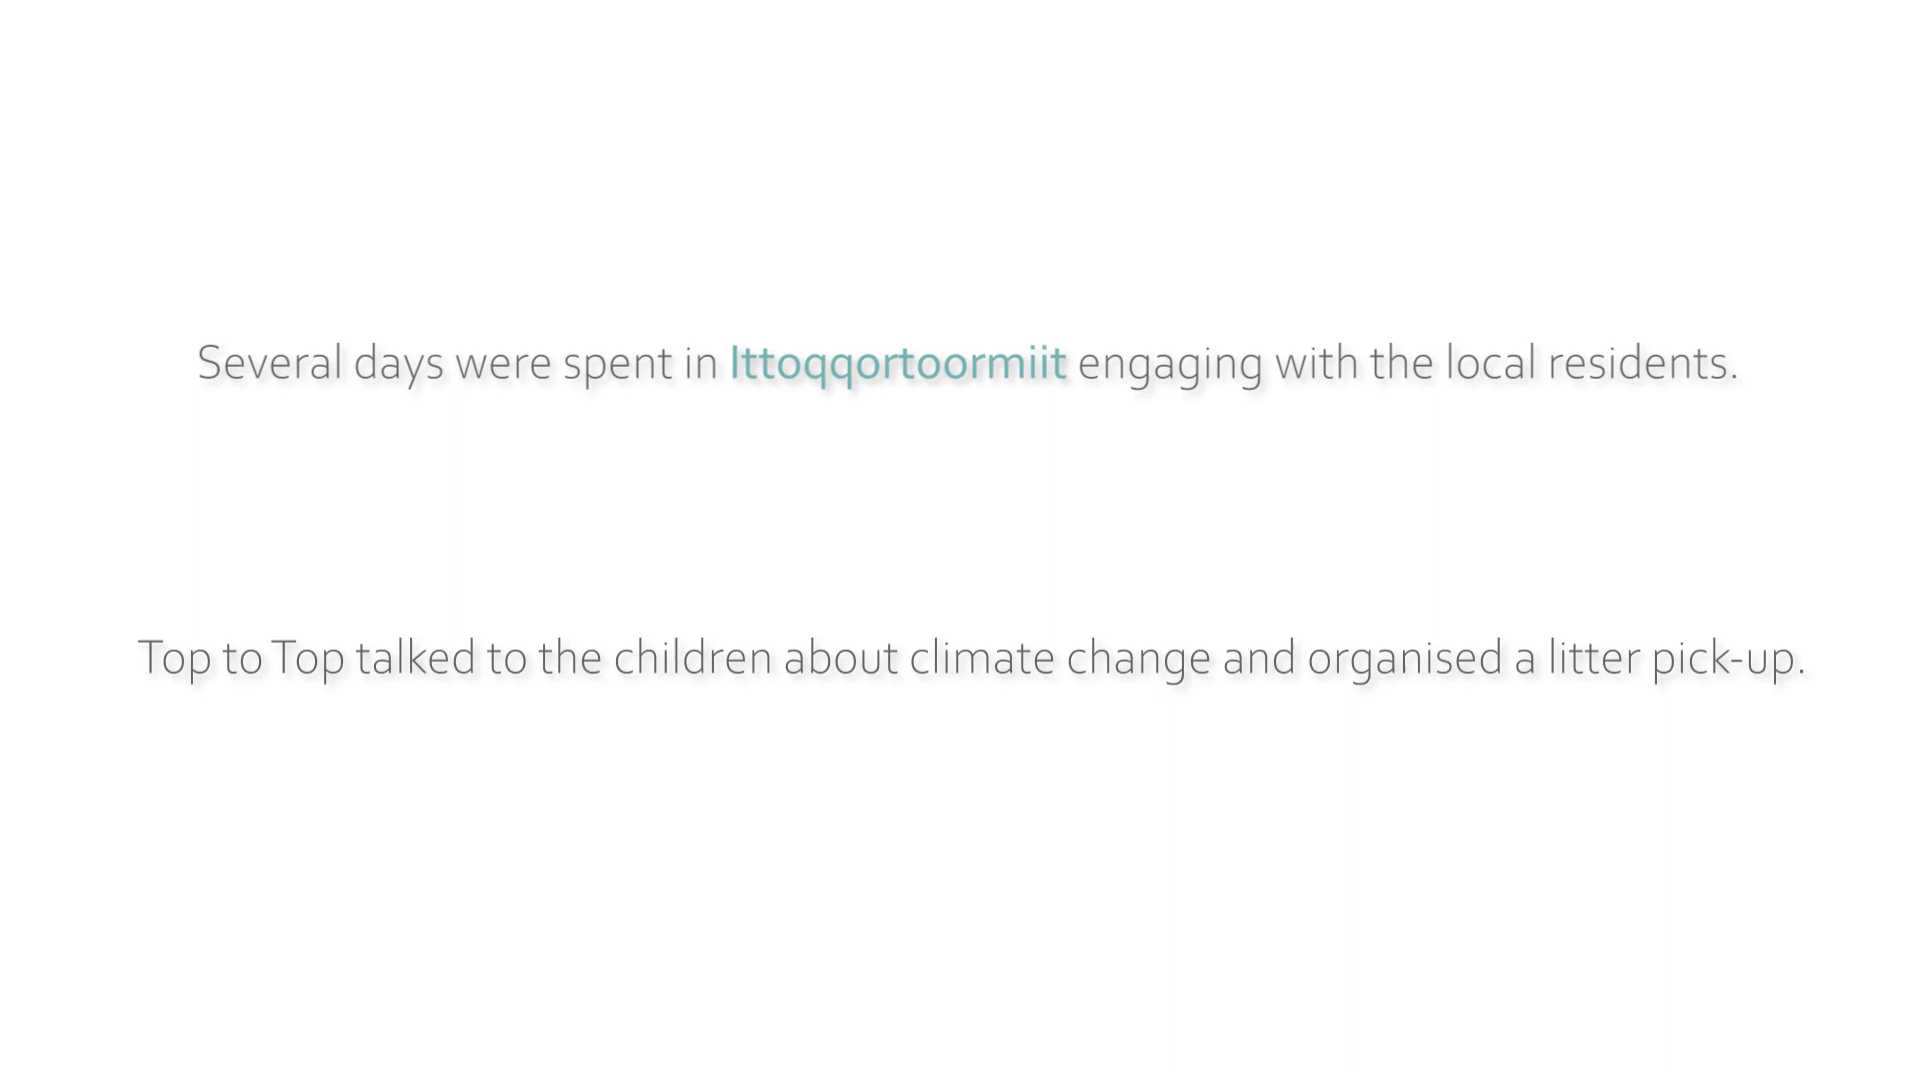 Several days were spent in Ittoqqortoormiit engaging with the local residents.
Top to Top talked to the children about climate change and organised a litter pick-up.